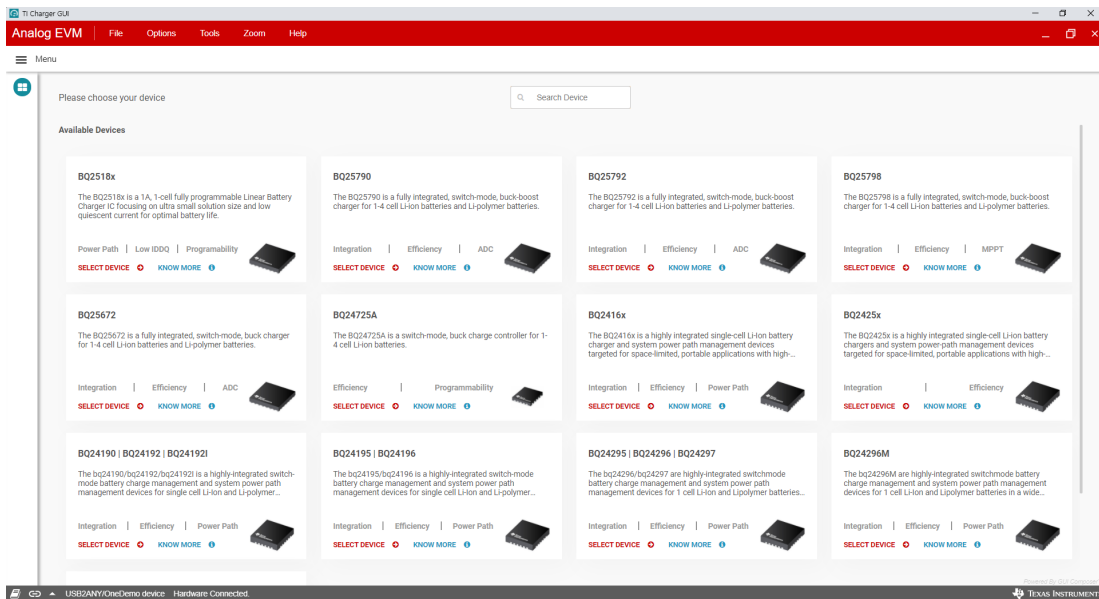 TI Charger GUI
Analog EVM File Options Tools Zoom Help
Menu
Please choose your device
Search Device
Available Devices
BQ2518x
The BQ2518x is a 1A, 1-cell fully programmable Linear Battery
Charger IC focusing on ultra small solution size and low
quiescent current for optimal battery life.
Power Path | Low IDDQ | Programability
SELECT DEVICE KNOW MORE
BQ25790
The BQ25790 is a fully integrated, switch-mode, buck-boost
charger for 1-4 cell Li-ion batteries and Li-polymer batteries.
Integration | Efficiency | ADC
SELECT DEVICE KNOW MORE
BQ25792
The BQ25792 is a fully integrated, switch-mode, buck-boost
charger for 1-4 cell Li-ion batteries and Li-polymer batteries.
Integration | Efficiency | ADC
SELECT DEVICE KNOW MORE
BQ25798
The BQ25798 is a fully integrated, switch-mode, buck-boost
charger for 1-4 cell Li-ion batteries and Li-polymer batteries.
Integration | Efficiency | MPPT
SELECT DEVICE KNOW MORE
BQ25672
The BQ25672 is a fully integrated, switch-mode, buck charger
for 1-4 cell Li-ion batteries and Li-polymer batteries.
Integration | Efficiency | ADC
SELECT DEVICE KNOW MORE
BQ24725A
The BQ24725A is a switch-mode, buck charge controller for 1-
4 cell Li-ion batteries.
Efficiency | Programmability
SELECT DEVICE KNOW MORE
BQ2416x
The BQ2416x is a highly integrated single-cell Li-Ion battery
charger and system power path management devices
targeted for space-limited, portable applications with high-...
Integration | Efficiency | Power Path
SELECT DEVICE KNOW MORE
BQ2425x
The BQ2425x is a highly integrated single-cell Li-Ion battery
chargers and system power-path management devices
targeted for space-limited, portable applications with high-...
Integration | Efficiency
SELECT DEVICE KNOW MORE
BQ24190 | BQ24192 | BQ24192I
The bq24190/bq24192/bq24192I is a highly-integrated switch-
mode battery charge management and system power path
management devices for single cell Li-Ion and Li-polymer...
Integration | Efficiency | Power Path
SELECT DEVICE KNOW MORE
BQ24195 | BQ24196
The bq24195/bq24196 is a highly-integrated switch-mode
battery charge management and system power path
management devices for single cell Li-Ion and Li-polymer...
Integration | Efficiency | Power Path
SELECT DEVICE KNOW MORE
BQ24295 | BQ24296 | BQ24297
The bq24296/bq24297 are highly-integrated switchmode
battery charge management and system power path
management devices for 1 cell Li-Ion and Lipolymer batteries...
Integration | Efficiency | Power Path
SELECT DEVICE KNOW MORE
BQ24296M
The bq24296M are highly-integrated switchmode battery
charge management and system power path management
devices for 1 cell Li-Ion and Lipolymer batteries in a wide...
Integration | Efficiency | Power Path
SELECT DEVICE KNOW MORE
Powered By GUI Composer
USB2ANY/OneDemo device Hardware Connected.
TEXAS INSTRUMENT